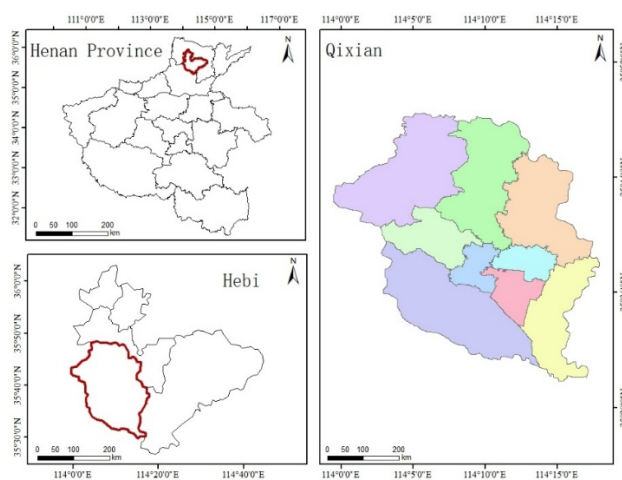 111°0'0"E 113°0'0"E 115°0'0"E 117°0'0"E
Henan Province
N
36°0'0"N
35°0'0"N
34°0'0"N
33°0'0"N
32°0'0"N
0 50 100 200
km
Hebi
N
36°0'0"N
35°50'0"N
35°40'0"N
35°30'0"N
0 50 100 200
km
114°0'0"E 114°20'0"E 114°40'0"E
114°0'0"E 114°5'0"E 114°10'0"E 114°15'0"E
Qixian
N
0 50 100 200
km
114°0'0"E 114°5'0"E 114°10'0"E 114°15'0"E